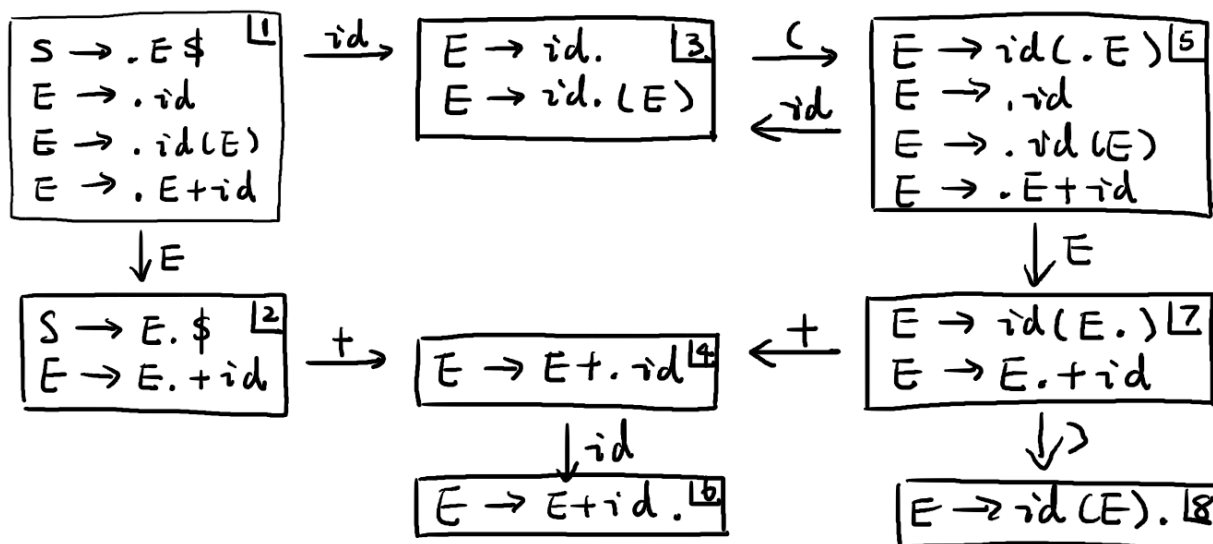 S → . E $ 1
E → . id
E → . id ( E )
E → . E + id
id
E → id . 3
E → id . ( E )
(
id
E → id ( . E ) 5
E → . id
E → . id ( E )
E → . E + id
E
E
S → E . $ 2
E → E . + id
+
E → E + . id 4
+
E → id ( E . ) 7
E → E . + id
id
)
E → E + id . 6
E → id ( E ) . 8